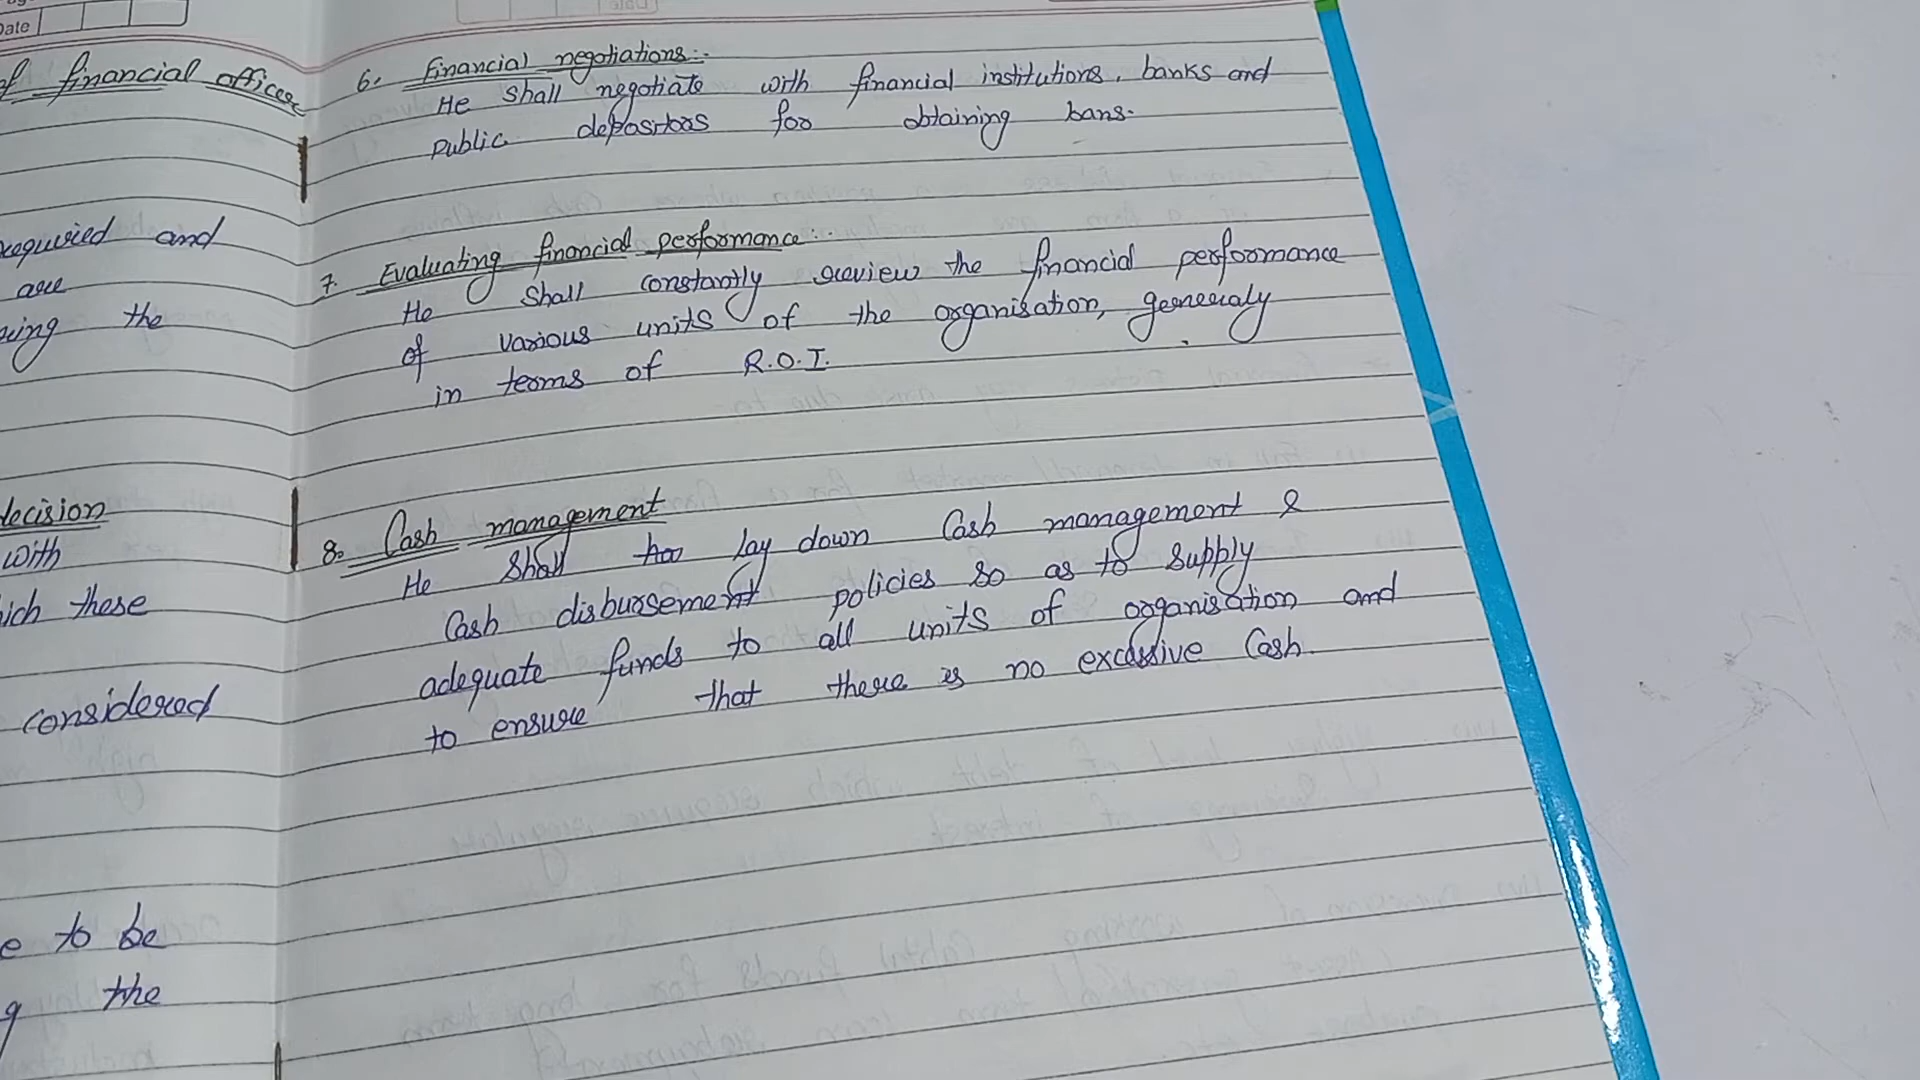 Date
of financial officer
requried and
are
the
decision
with
these
considered
e to be
g the
6. Financial negotiations:-
He shall negotiate with financial institutions, banks and
public depositors for obtaining loans.
7. Evaluating financial performance:-
He shall constantly review the financial performance
of various units of the organisation, generaly
in terms of R.O.I.
8. Cash management
He shall lay down Cash management &
Cash disbursement policies so as to supply
adequate funds to all units of organisation and
to ensure that there is no excessive Cash.